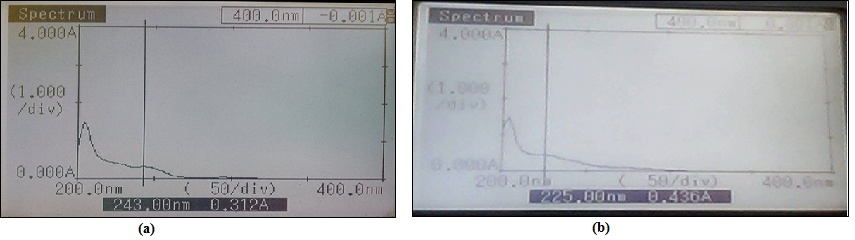 Spectrum 400.0nm -0.001A
4.000A
(1.000
/div)
0.000A
200.0nm ( 50/div) 400.0nm
243.00nm 0.312A
(a)
Spectrum 400.0nm
4.000A
(1.000
/div)
0.000A
200.0nm ( 50/div) 400.0nm
225.00nm 0.436A
(b)